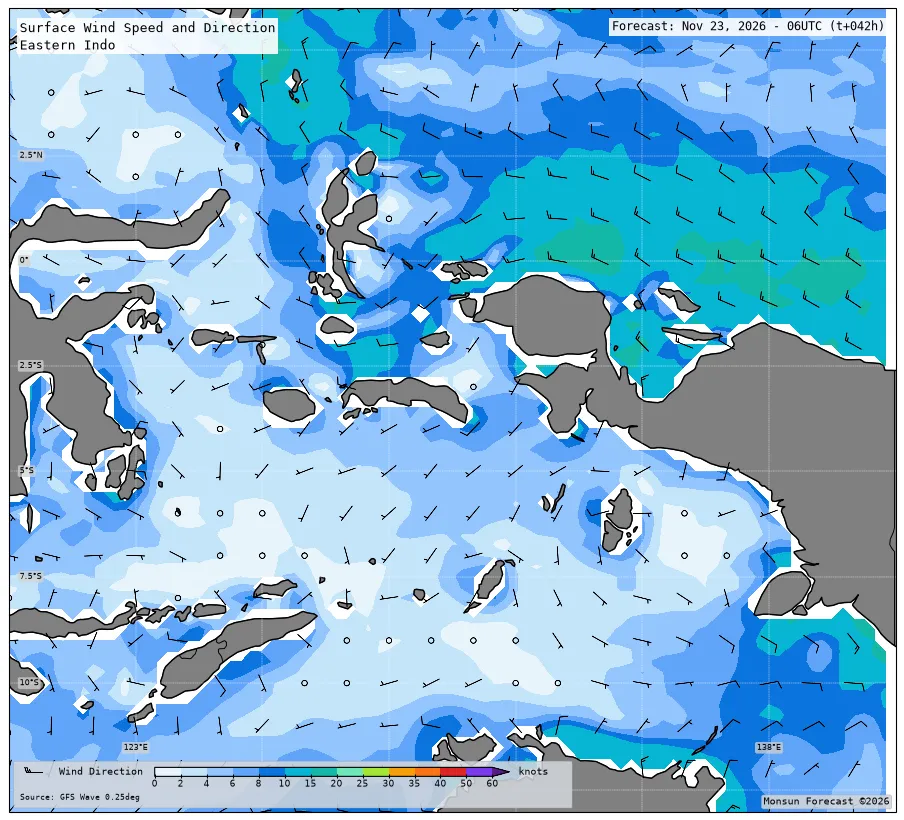 Surface Wind Speed and Direction
Eastern Indo
Forecast: Nov 23, 2026 - 06UTC (t+042h)
2.5°N
0°
2.5°S
5°S
7.5°S
10°S
123°E
138°E
Wind Direction
knots
0 2 4 6 8 10 15 20 25 30 35 40 50 60
Source: GFS Wave 0.25deg
Monsun Forecast ©2026